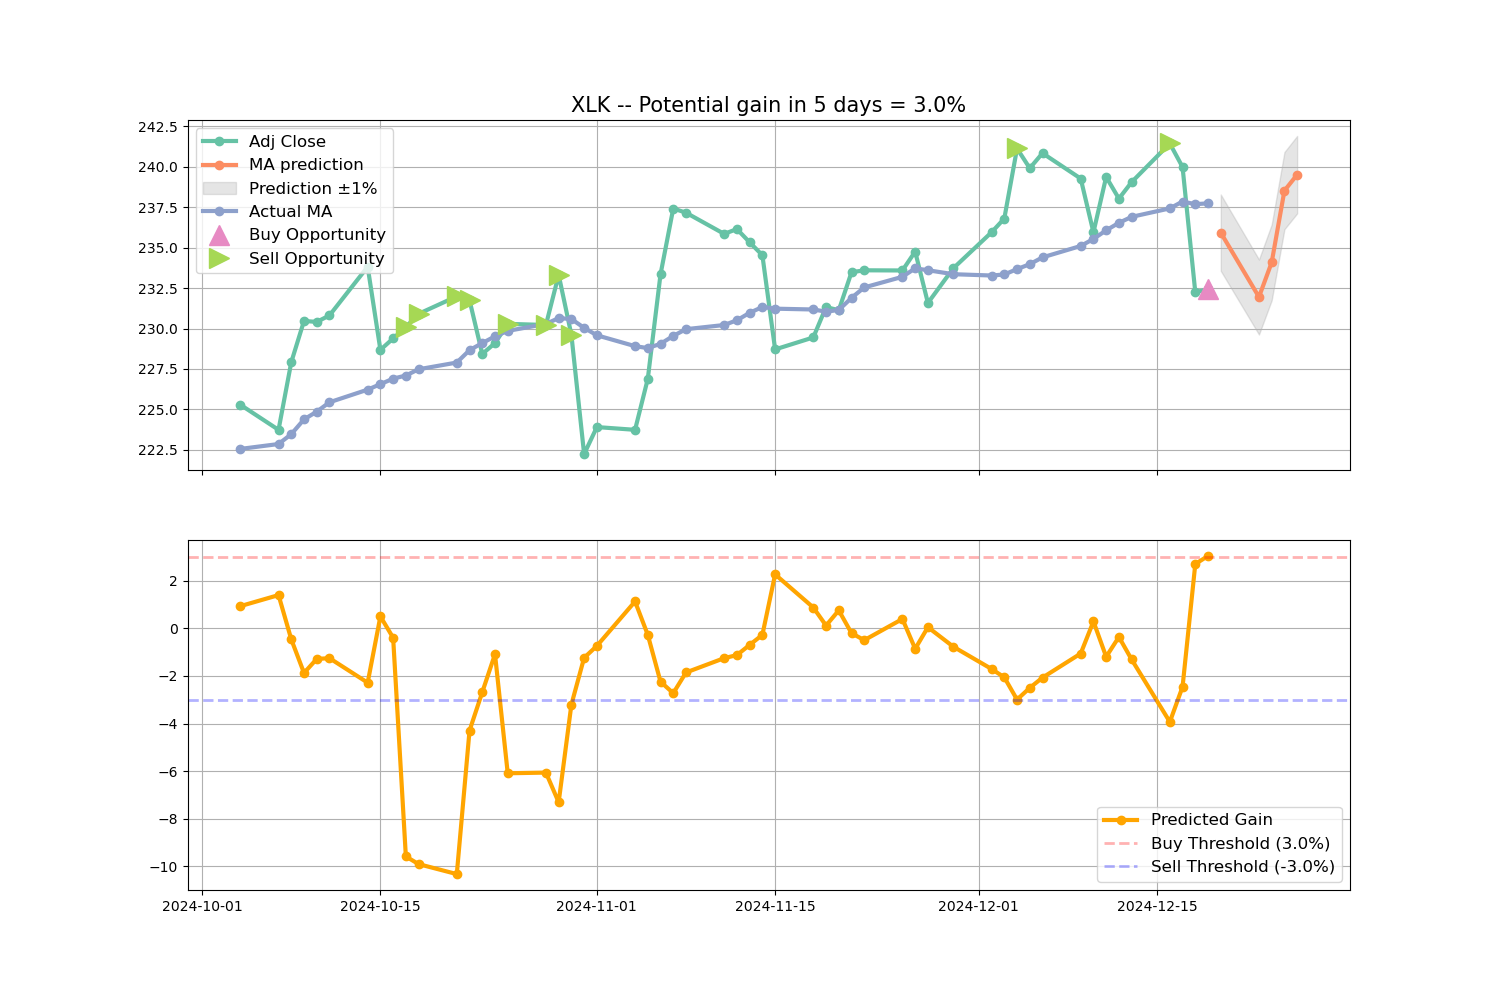 XLK -- Potential gain in 5 days = 3.0%
242.5
240.0
237.5
235.0
232.5
230.0
227.5
225.0
222.5
Adj Close
MA prediction
Prediction ±1%
Actual MA
Buy Opportunity
Sell Opportunity
2
0
−2
−4
−6
−8
−10
Predicted Gain
Buy Threshold (3.0%)
Sell Threshold (-3.0%)
2024-10-01
2024-10-15
2024-11-01
2024-11-15
2024-12-01
2024-12-15